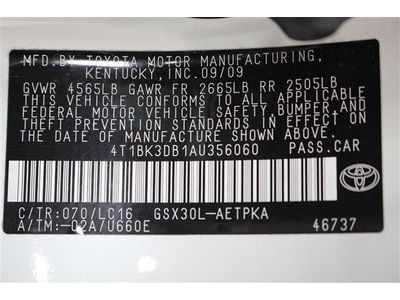 MFD.BY TOYOTA MOTOR MANUFACTURING,
KENTUCKY,INC.09/09
GVWR 4565LB GAWR FR 2665LB RR 2505LB
THIS VEHICLE CONFORMS TO ALL APPLICABLE
FEDERAL MOTOR VEHICLE SAFETY,BUMPER,AND
THEFT PREVENTION STANDARDS IN EFFECT ON
THE DATE OF MANUFACTURE SHOWN ABOVE.
4T1BK3DB1AU356060 PASS.CAR
C/TR:070/LC16 GSX30L-AETPKA
A/TM:-02A/U660E 46737
TOYOTA